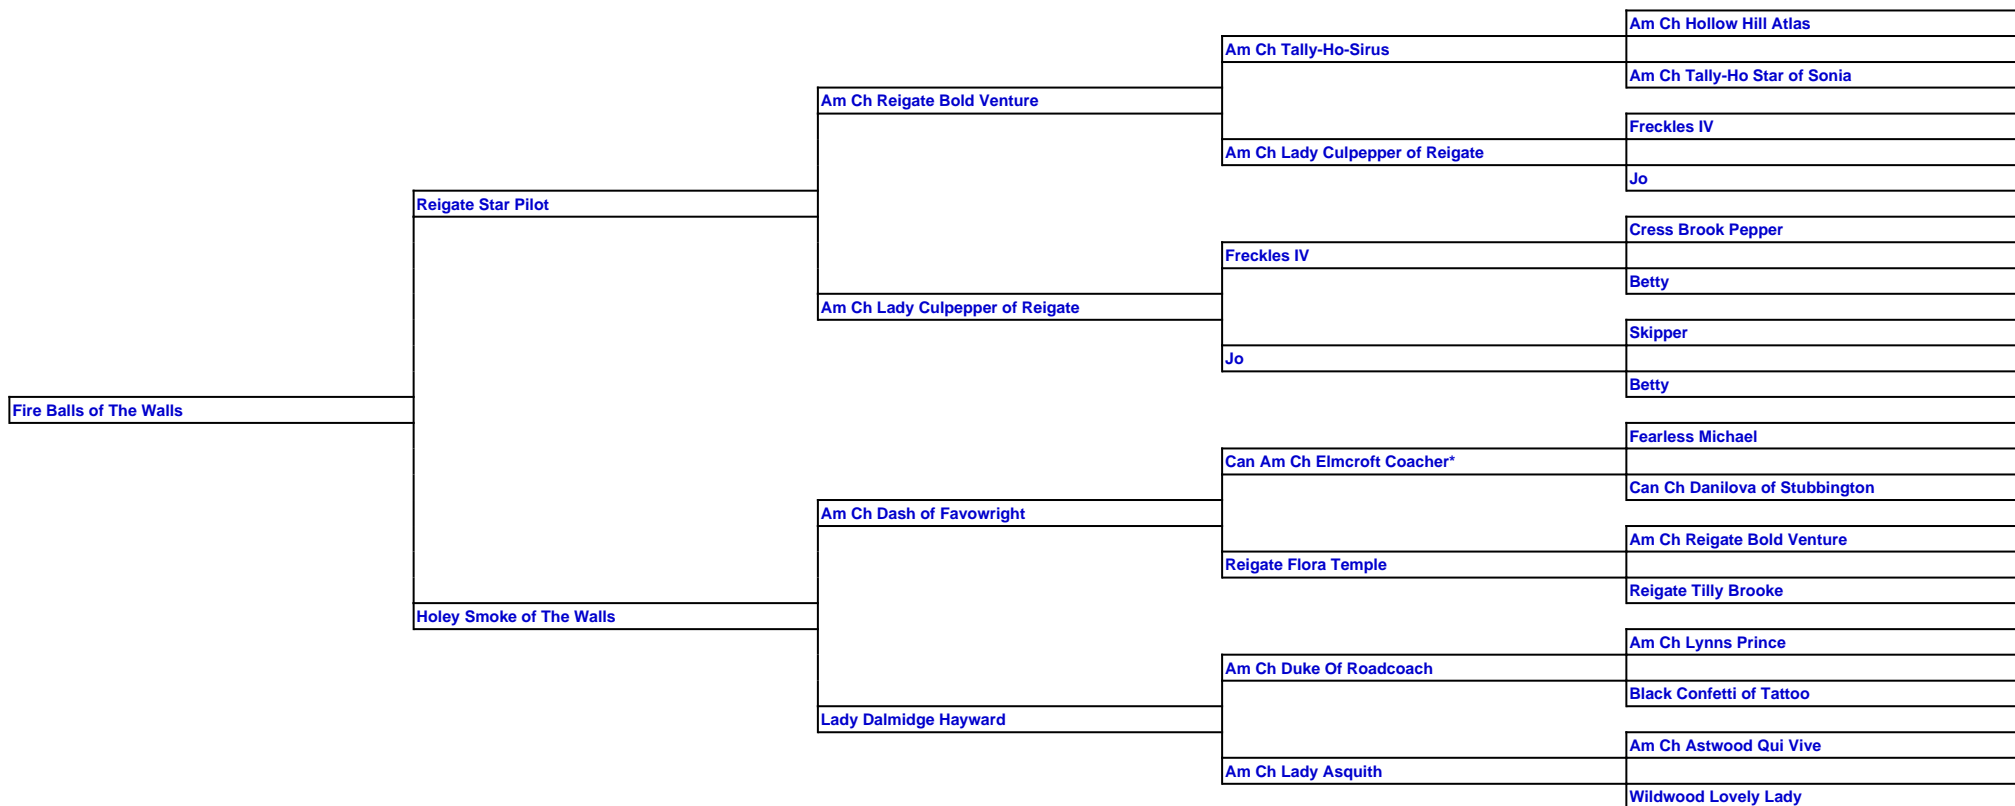 Am Ch Hollow Hill Atlas
Am Ch Tally-Ho-Sirus
Am Ch Tally-Ho Star of Sonia
Am Ch Reigate Bold Venture
Freckles IV
Am Ch Lady Culpepper of Reigate
Jo
Reigate Star Pilot
Cress Brook Pepper
Freckles IV
Betty
Am Ch Lady Culpepper of Reigate
Skipper
Jo
Betty
Fire Balls of The Walls
Fearless Michael
Can Am Ch Elmcroft Coacher*
Can Ch Danilova of Stubbington
Am Ch Dash of Favowright
Am Ch Reigate Bold Venture
Reigate Flora Temple
Reigate Tilly Brooke
Holey Smoke of The Walls
Am Ch Lynns Prince
Am Ch Duke Of Roadcoach
Black Confetti of Tattoo
Lady Dalmidge Hayward
Am Ch Astwood Qui Vive
Am Ch Lady Asquith
Wildwood Lovely Lady